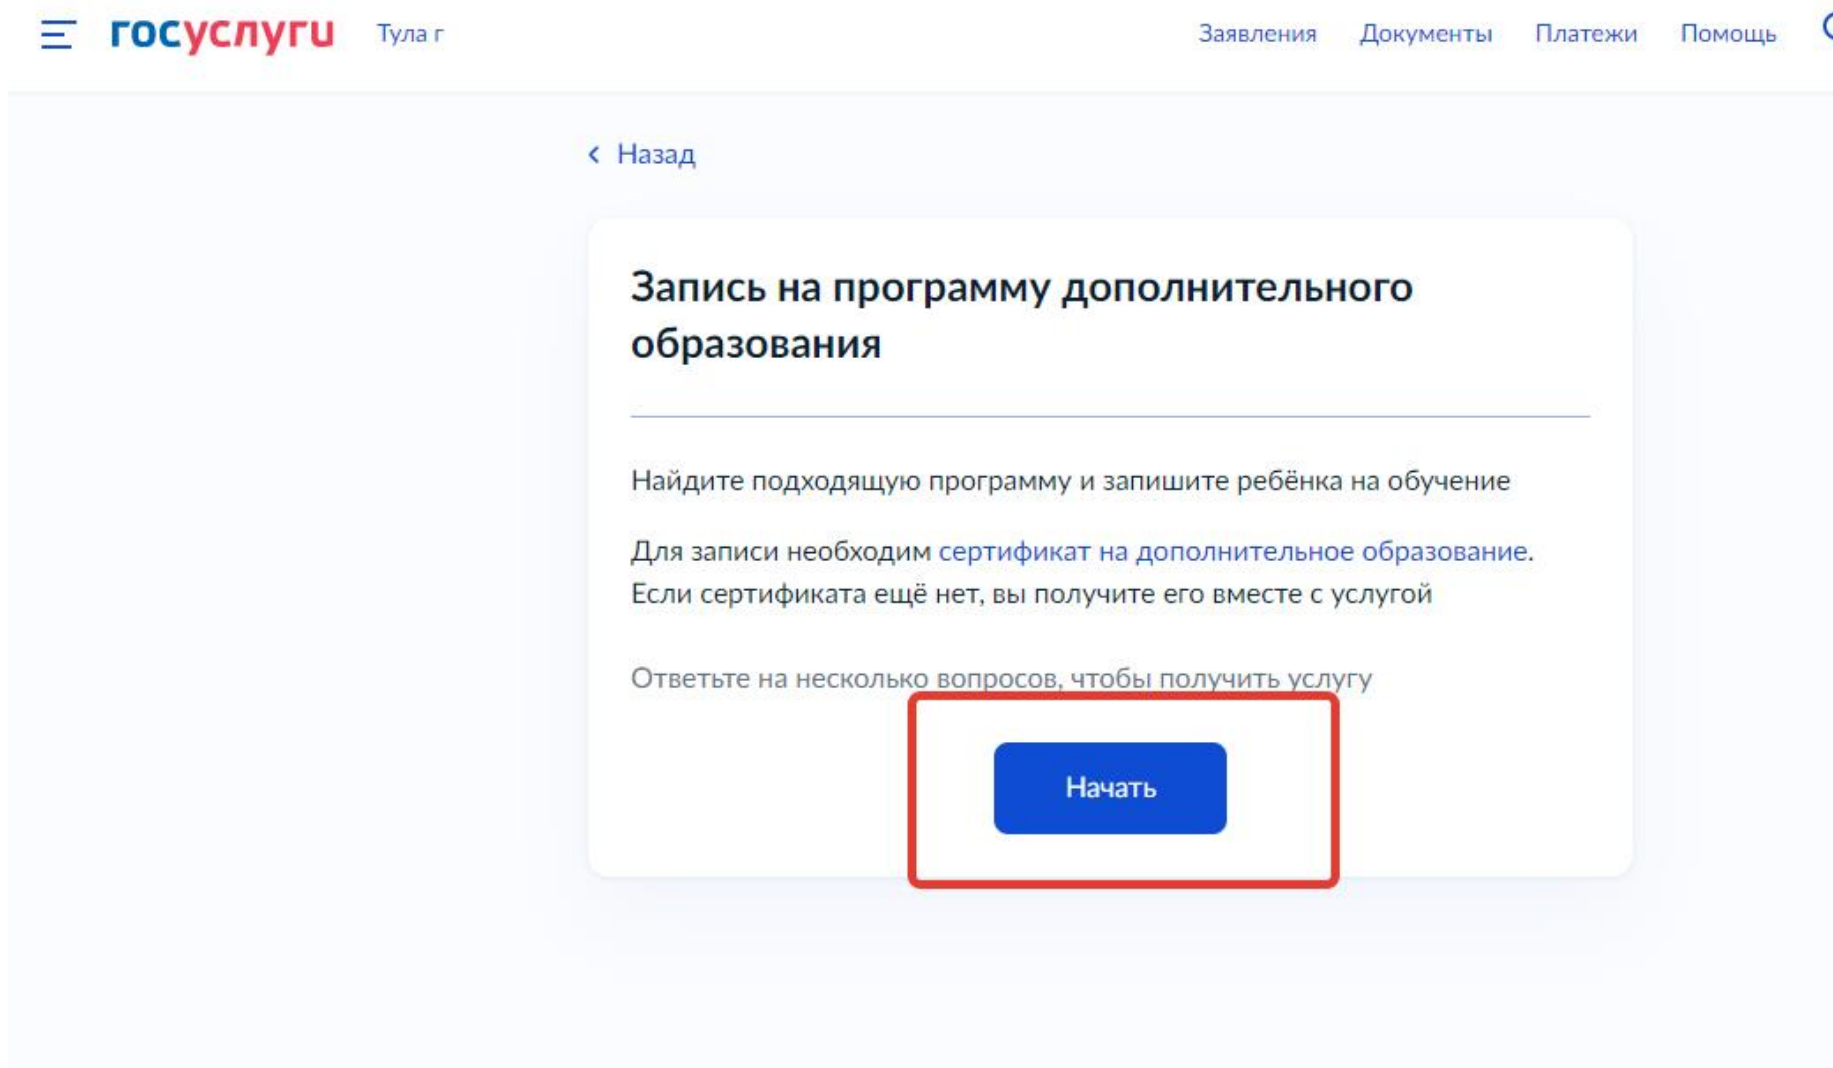 госуслуги Тула г Заявления Документы Платежи Помощь
Назад
Запись на программу дополнительного
образования
Найдите подходящую программу и запишите ребёнка на обучение
Для записи необходим сертификат на дополнительное образование.
Если сертификата ещё нет, вы получите его вместе с услугой
Ответьте на несколько вопросов, чтобы получить услугу
Начать